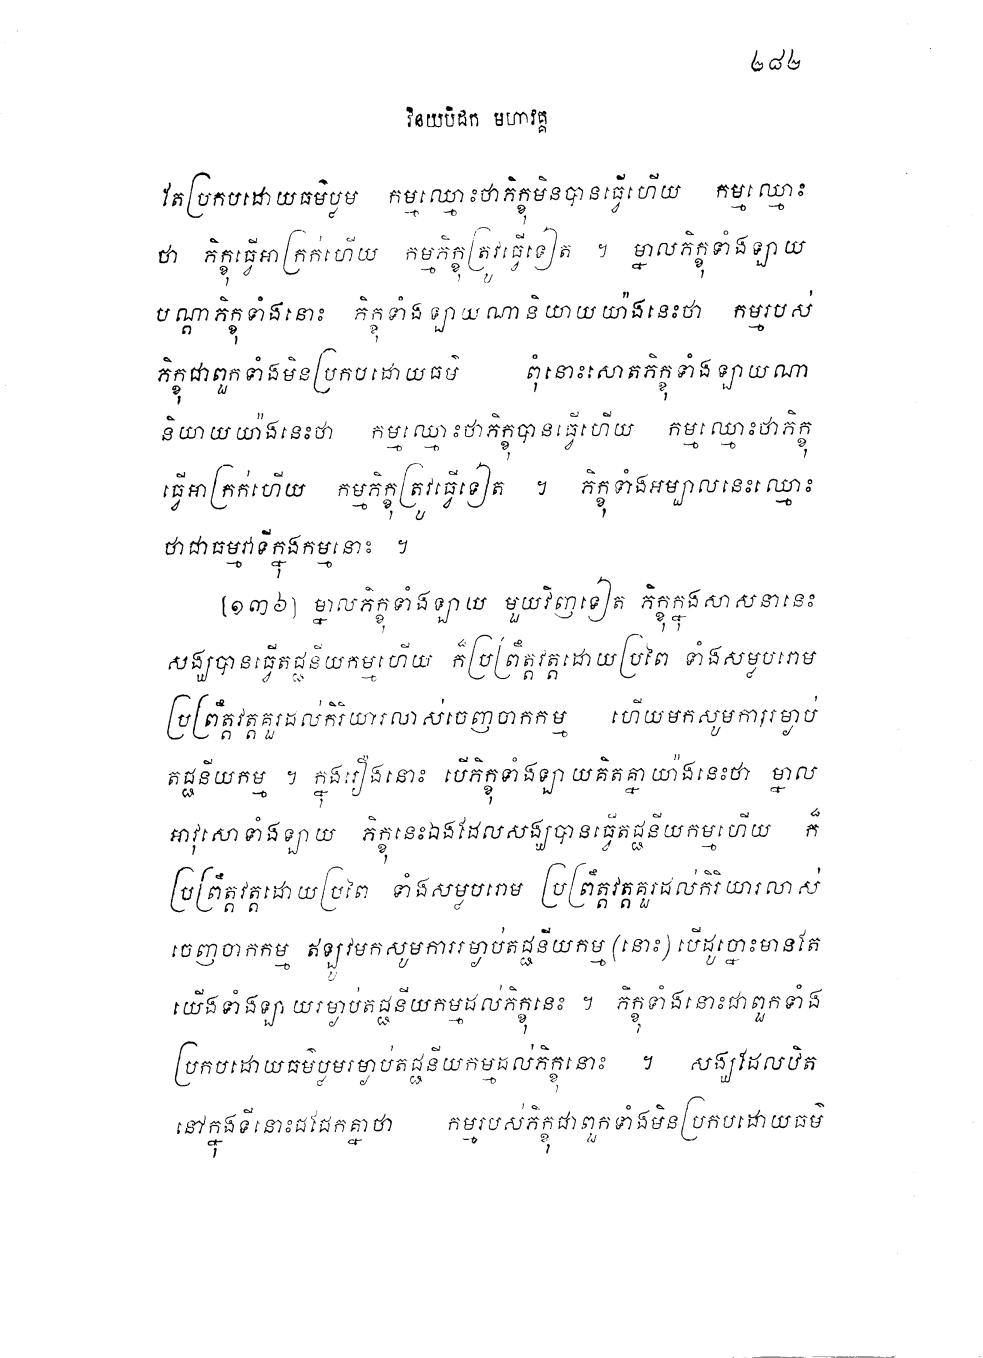 ២៨២
វិនយបិដក មហាវគ្គ
តែប្រកបដោយធម៌ប្លម កម្មឈ្មោះថាភិក្ខុមិនបានធ្វើហើយ កម្មឈ្មោះ
ថា ភិក្ខុធ្វើអាក្រក់ហើយ កម្មភិក្ខុត្រូវធ្វើទៀត ។ ម្នាលភិក្ខុទាំងឡាយ
បណ្តាភិក្ខុទាំងនោះ ភិក្ខុទាំងឡាយណានិយាយយ៉ាងនេះថា កម្មរបស់
ភិក្ខុជាពួកទាំងមិនប្រកបដោយធម៌ ពុំនោះសោតភិក្ខុទាំងឡាយណា
និយាយយ៉ាងនេះថា កម្មឈ្មោះថាភិក្ខុបានធ្វើហើយ កម្មឈ្មោះថាភិក្ខុ
ធ្វើអាក្រក់ហើយ កម្មភិក្ខុត្រូវធ្វើទៀត ។ ភិក្ខុទាំងអម្បាលនេះឈ្មោះ
ថាជាធម្មវាទីក្នុងកម្មនោះ ។
[១៣៦] ម្នាលភិក្ខុទាំងឡាយ មួយវិញទៀត ភិក្ខុក្នុងសាសនានេះ
សង្ឃបានធ្វើតជ្ជនីយកម្មហើយ ក៏ប្រព្រឹត្តវត្តដោយប្រពៃ ទាំងសម្លបរោម
ប្រព្រឹត្តវត្តគួរដល់កិរិយារលាស់ចេញចាកកម្ម ហើយមកសូមការរម្ងាប់
តជ្ជនីយកម្ម ។ ក្នុងរឿងនោះ បើភិក្ខុទាំងឡាយគិតគ្នាយ៉ាងនេះថា ម្នាល
អាវុសោទាំងឡាយ ភិក្ខុនេះឯងដែលសង្ឃបានធ្វើតជ្ជនីយកម្មហើយ ក៏
ប្រព្រឹត្តវត្តដោយប្រពៃ ទាំងសម្លបរោម ប្រព្រឹត្តវត្តគួរដល់កិរិយារលាស់
ចេញចាកកម្ម ឥឡូវមកសូមការរម្ងាប់តជ្ជនីយកម្ម (នោះ) បើដូច្នោះមានតែ
យើងទាំងឡាយរម្ងាប់តជ្ជនីយកម្មដល់ភិក្ខុនេះ ។ ភិក្ខុទាំងនោះជាពួកទាំង
ប្រកបដោយធម៌ប្លមរម្ងាប់តជ្ជនីយកម្មដល់ភិក្ខុនោះ ។ សង្ឃដែលឋិត
នៅក្នុងទីនោះជជែកគ្នាថា កម្មរបស់ភិក្ខុជាពួកទាំងមិនប្រកបដោយធម៌